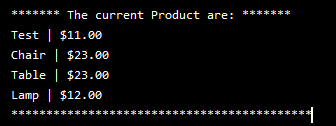 ******* The current Product are: *******
Test | $11.00
Chair | $23.00
Table | $23.00
Lamp | $12.00
*******************************************